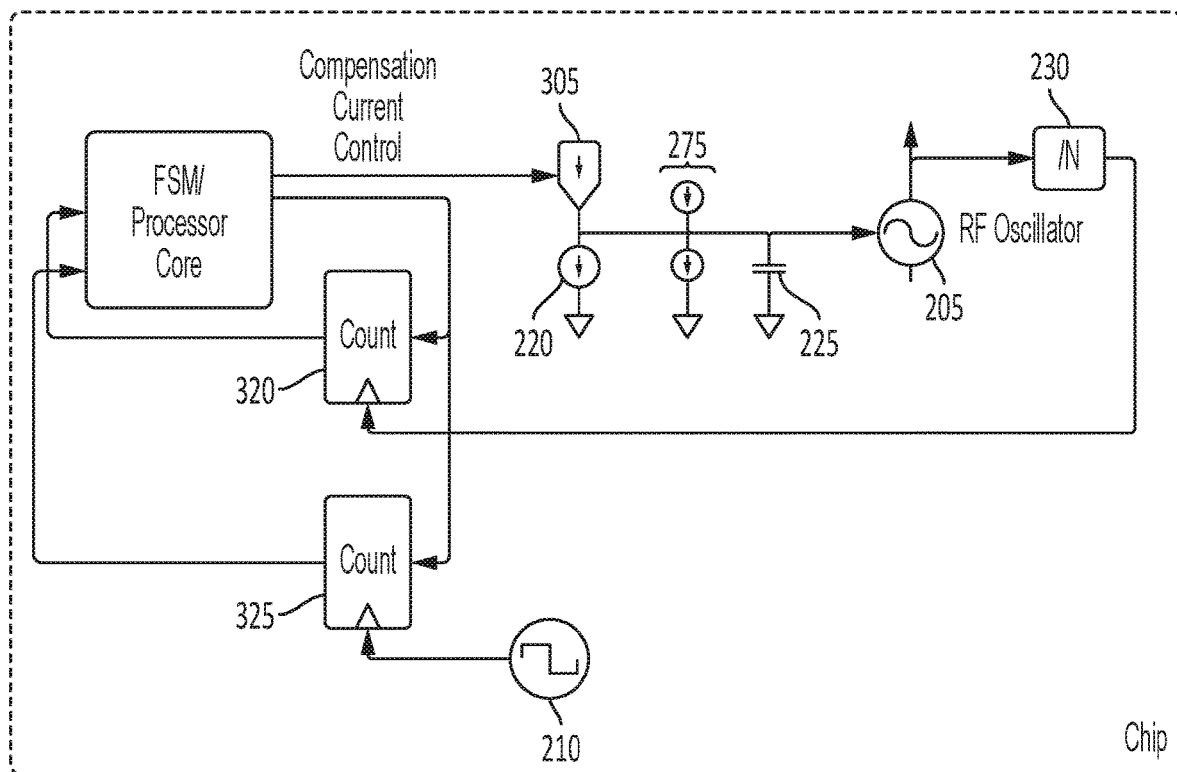 Compensation
Current
Control
305
275
230
FSM/
Processor
Core
/N
RF Oscillator
220
225
205
Count
320
Count
325
210
Chip